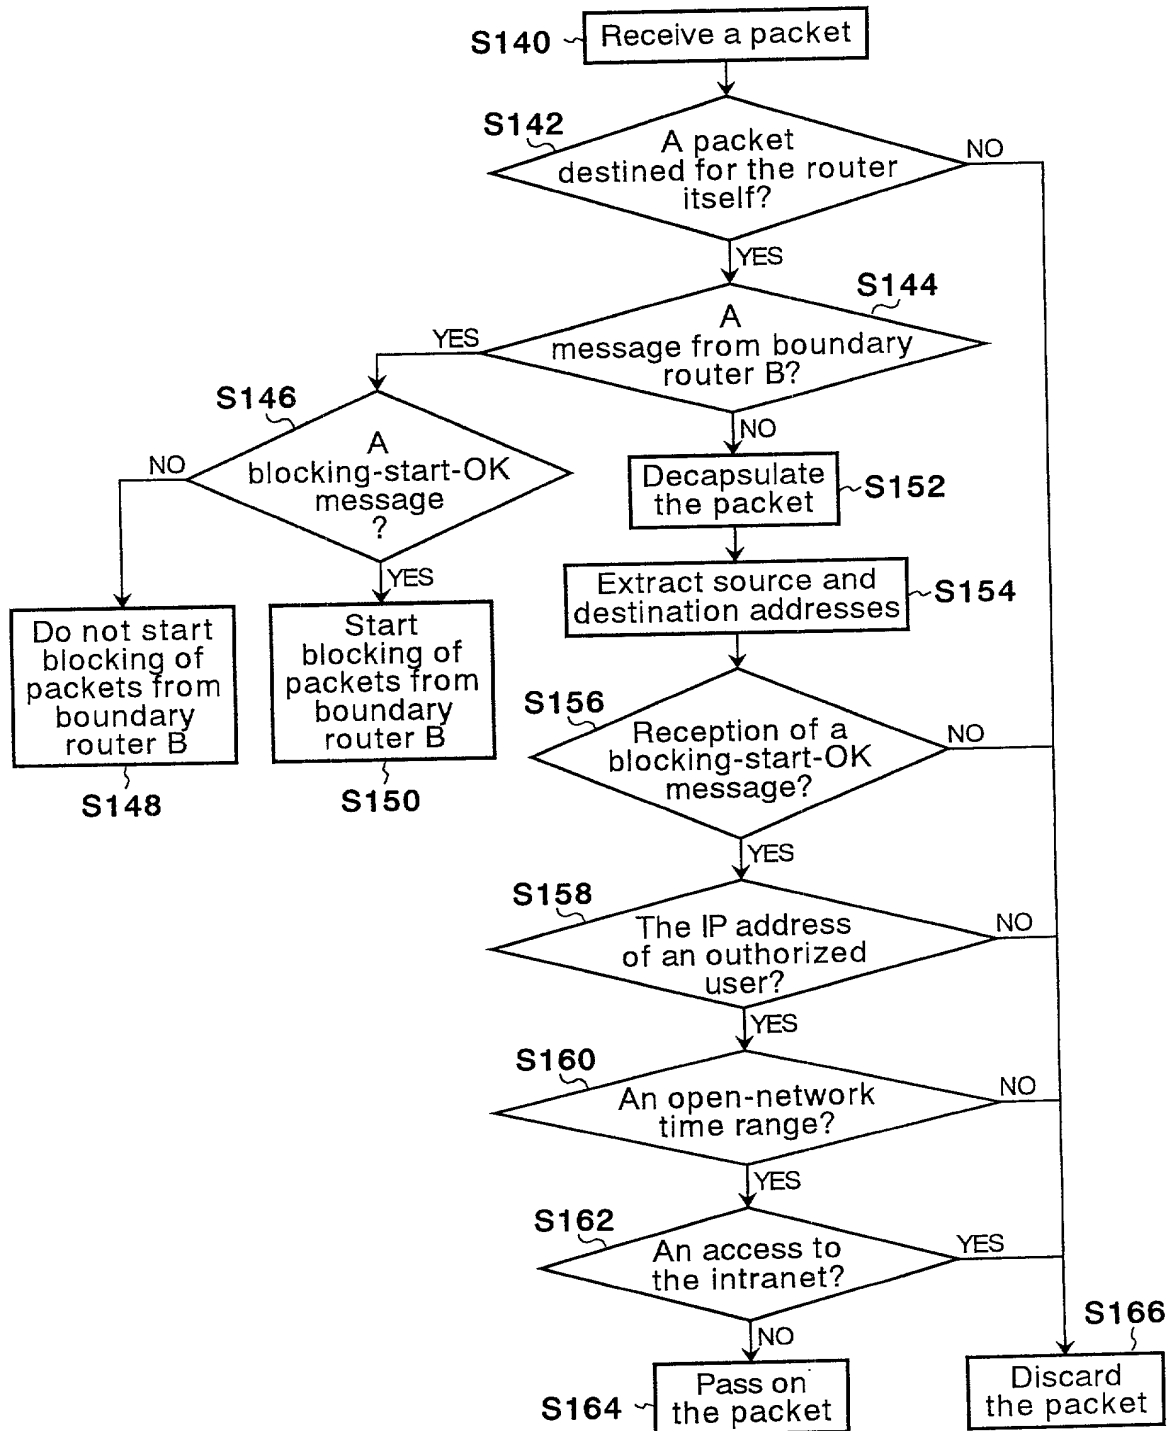 S140
Receive a packet
S142
A packet
destined for the router
itself?
NO
YES
S144
A
message from boundary
router B?
YES
NO
S146
A
blocking-start-OK
message
?
NO
YES
Decapsulate
the packet
S152
Extract source and
destination addresses
S154
Do not start
blocking of
packets from
boundary
router B
S148
Start
blocking of
packets from
boundary
router B
S150
S156
Reception of a
blocking-start-OK
message?
NO
YES
S158
The IP address
of an outhorized
user?
NO
YES
S160
An open-network
time range?
NO
YES
S162
An access to
the intranet?
YES
NO
S164
Pass on
the packet
S166
Discard
the packet